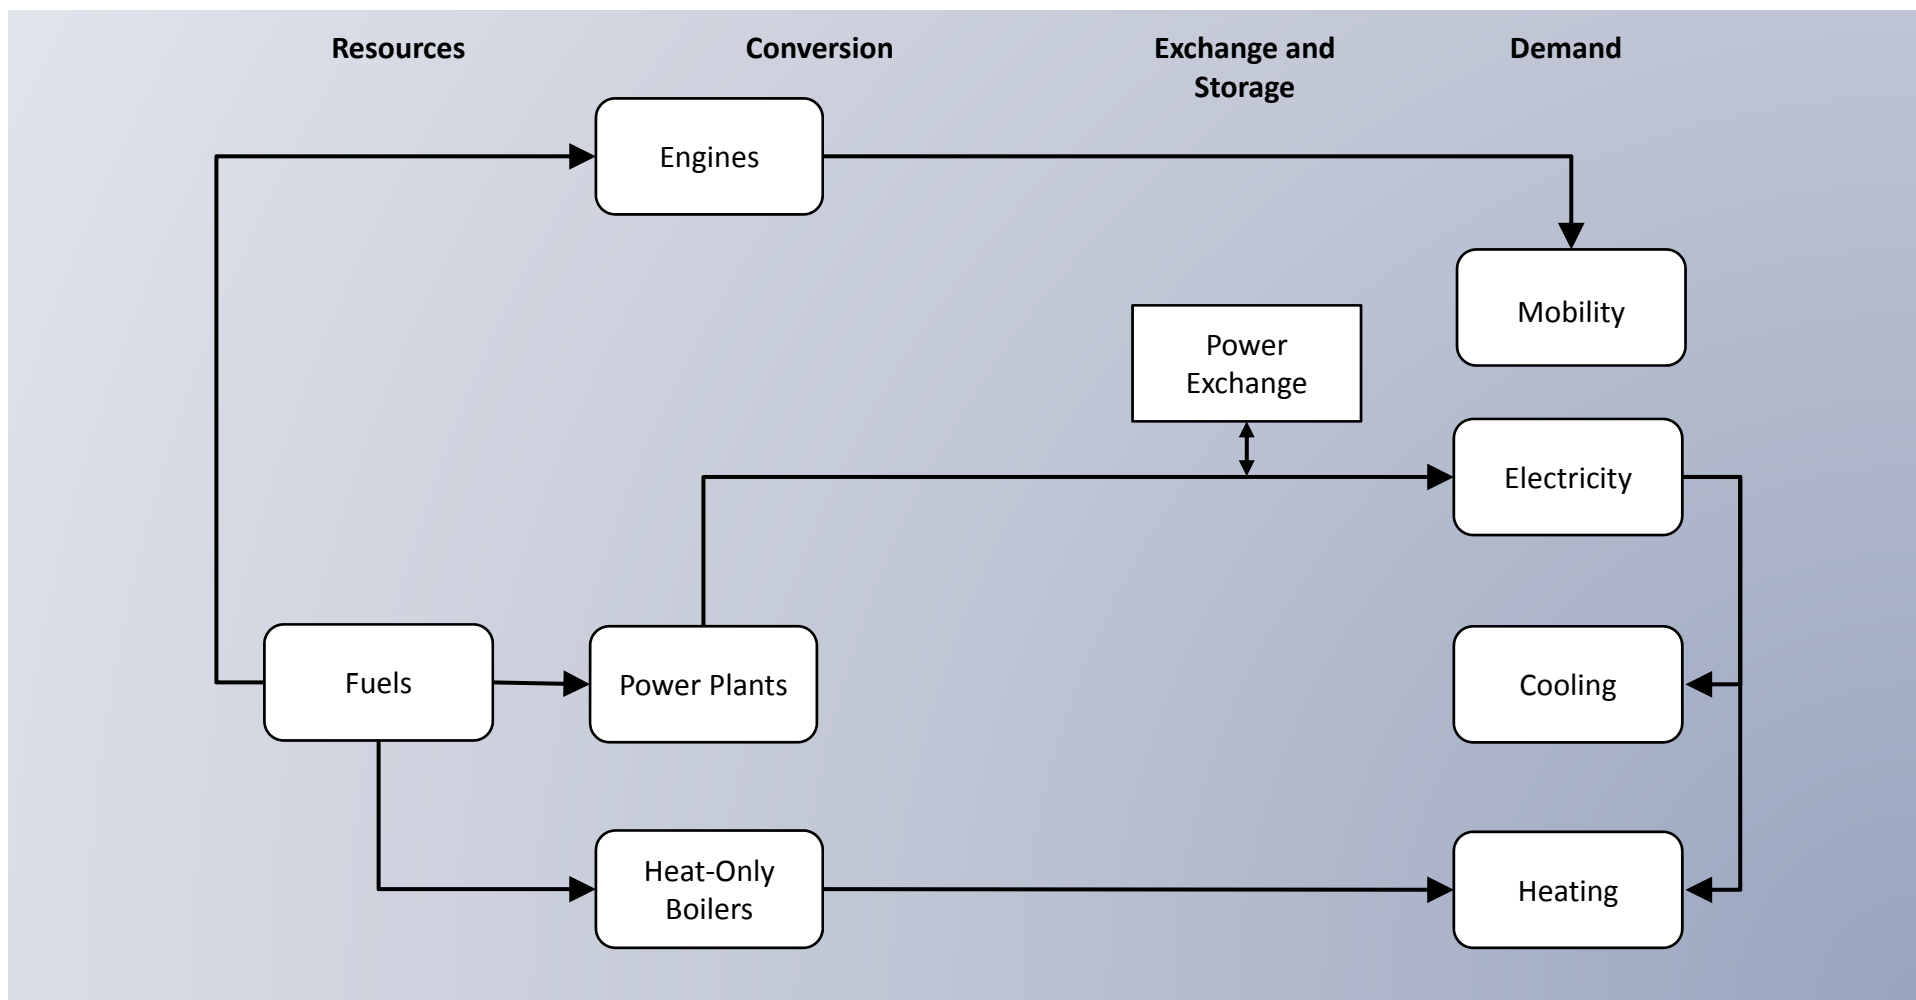 Resources
Conversion
Exchange and
Storage
Demand
Engines
Mobility
Power
Exchange
Electricity
Fuels
Power Plants
Cooling
Heat-Only
Boilers
Heating